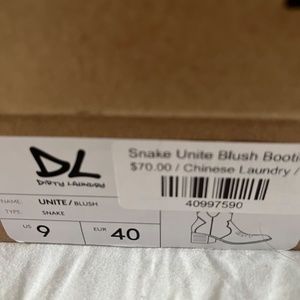 DL
DIRTY LAUNDRY
Snake Unite Blush Booti
$70.00 / Chinese Laundry /
40997590
NAME: UNITE/BLUSH
TYPE: SNAKE
US 9 EUR 40